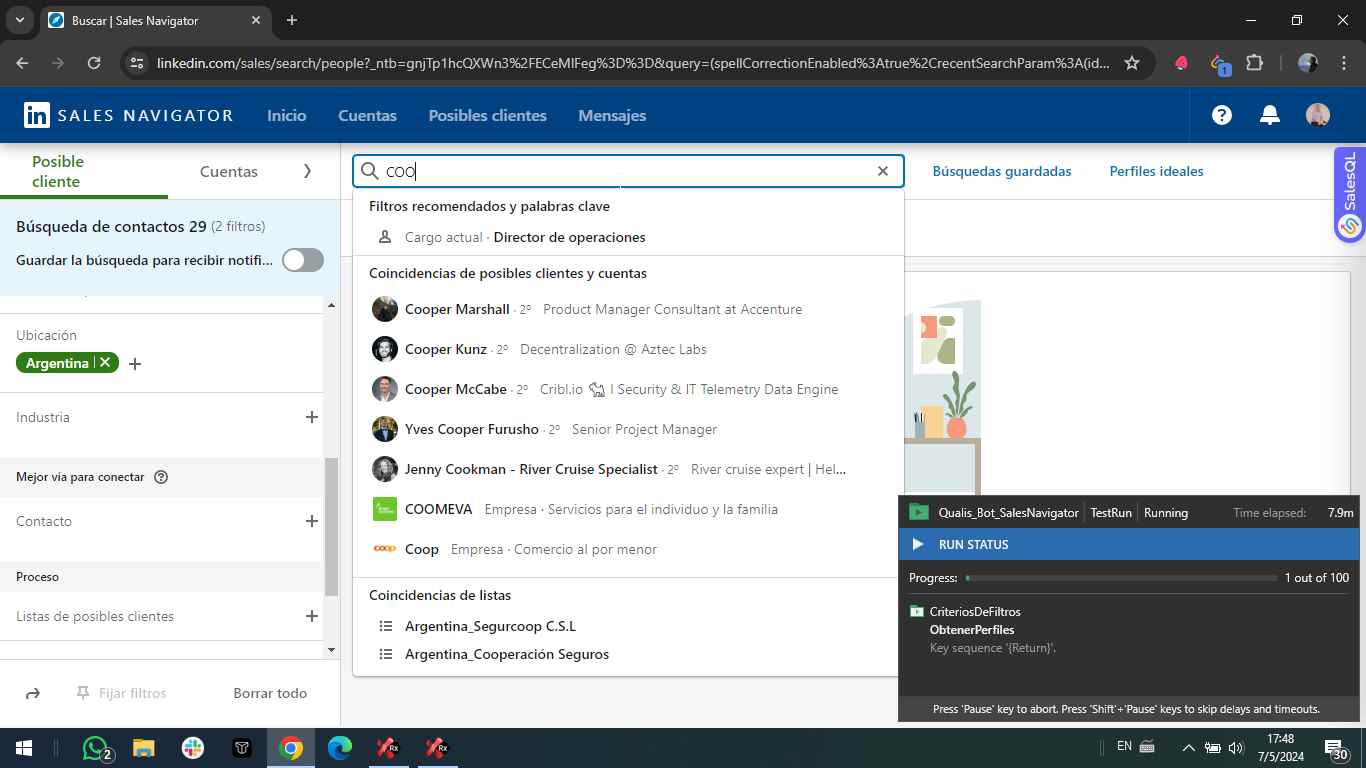 Buscar | Sales Navigator
linkedin.com/sales/search/people?_ntb=gnjTp1hcQXWn3%2FECeMlFeg%3D%3D&query=(spellCorrectionEnabled%3Atrue%2CrecentSearchParam%3A(id...
1
in SALES NAVIGATOR
Inicio
Cuentas
Posibles clientes
Mensajes
Posible cliente
Cuentas
COO
Búsquedas guardadas
Perfiles ideales
SalesQL
Búsqueda de contactos 29 (2 filtros)
Guardar la búsqueda para recibir notifi...
Ubicación
Argentina
Industria
Mejor vía para conectar
Contacto
Proceso
Listas de posibles clientes
Fijar filtros
Borrar todo
Filtros recomendados y palabras clave
Cargo actual · Director de operaciones
Coincidencias de posibles clientes y cuentas
Cooper Marshall · 2º Product Manager Consultant at Accenture
Cooper Kunz · 2º Decentralization @ Aztec Labs
Cooper McCabe · 2º Cribl.io 🐐 | Security & IT Telemetry Data Engine
Yves Cooper Furusho · 2º Senior Project Manager
Jenny Cookman - River Cruise Specialist · 2º River cruise expert | Hel...
COOMEVA Empresa · Servicios para el individuo y la familia
coop
Coop Empresa · Comercio al por menor
Coincidencias de listas
Argentina_Segurcoop C.S.L
Argentina_Cooperación Seguros
Qualis_Bot_SalesNavigator | TestRun | Running Time elapsed: 7.9m
RUN STATUS
Progress: 1 out of 100
CriteriosDeFiltros
ObtenerPerfiles
Key sequence '{Return}'.
Press 'Pause' key to abort. Press 'Shift'+'Pause' keys to skip delays and timeouts.
2
Rx
Rx
EN
17:48
7/5/2024
30